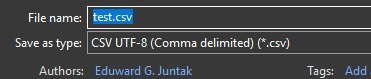 File name: test.csv
Save as type: CSV UTF-8 (Comma delimited) (*.csv)
Authors: Eduward G. Juntak Tags: Add